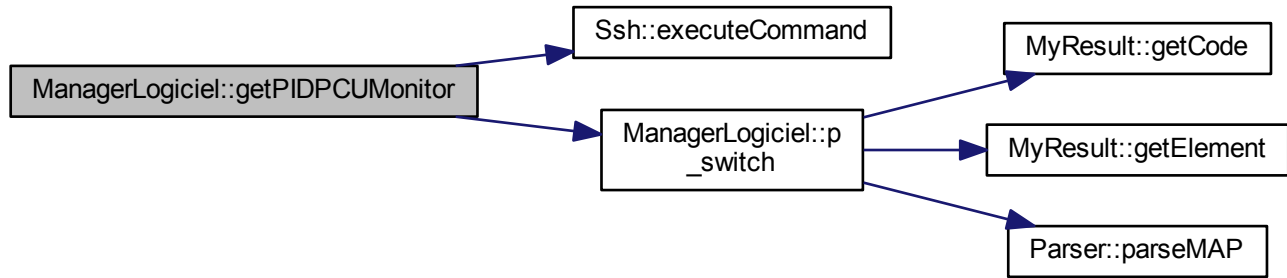 ManagerLogiciel::getPIDPCUMonitor
Ssh::executeCommand
ManagerLogiciel::p
_switch
MyResult::getCode
MyResult::getElement
Parser::parseMAP